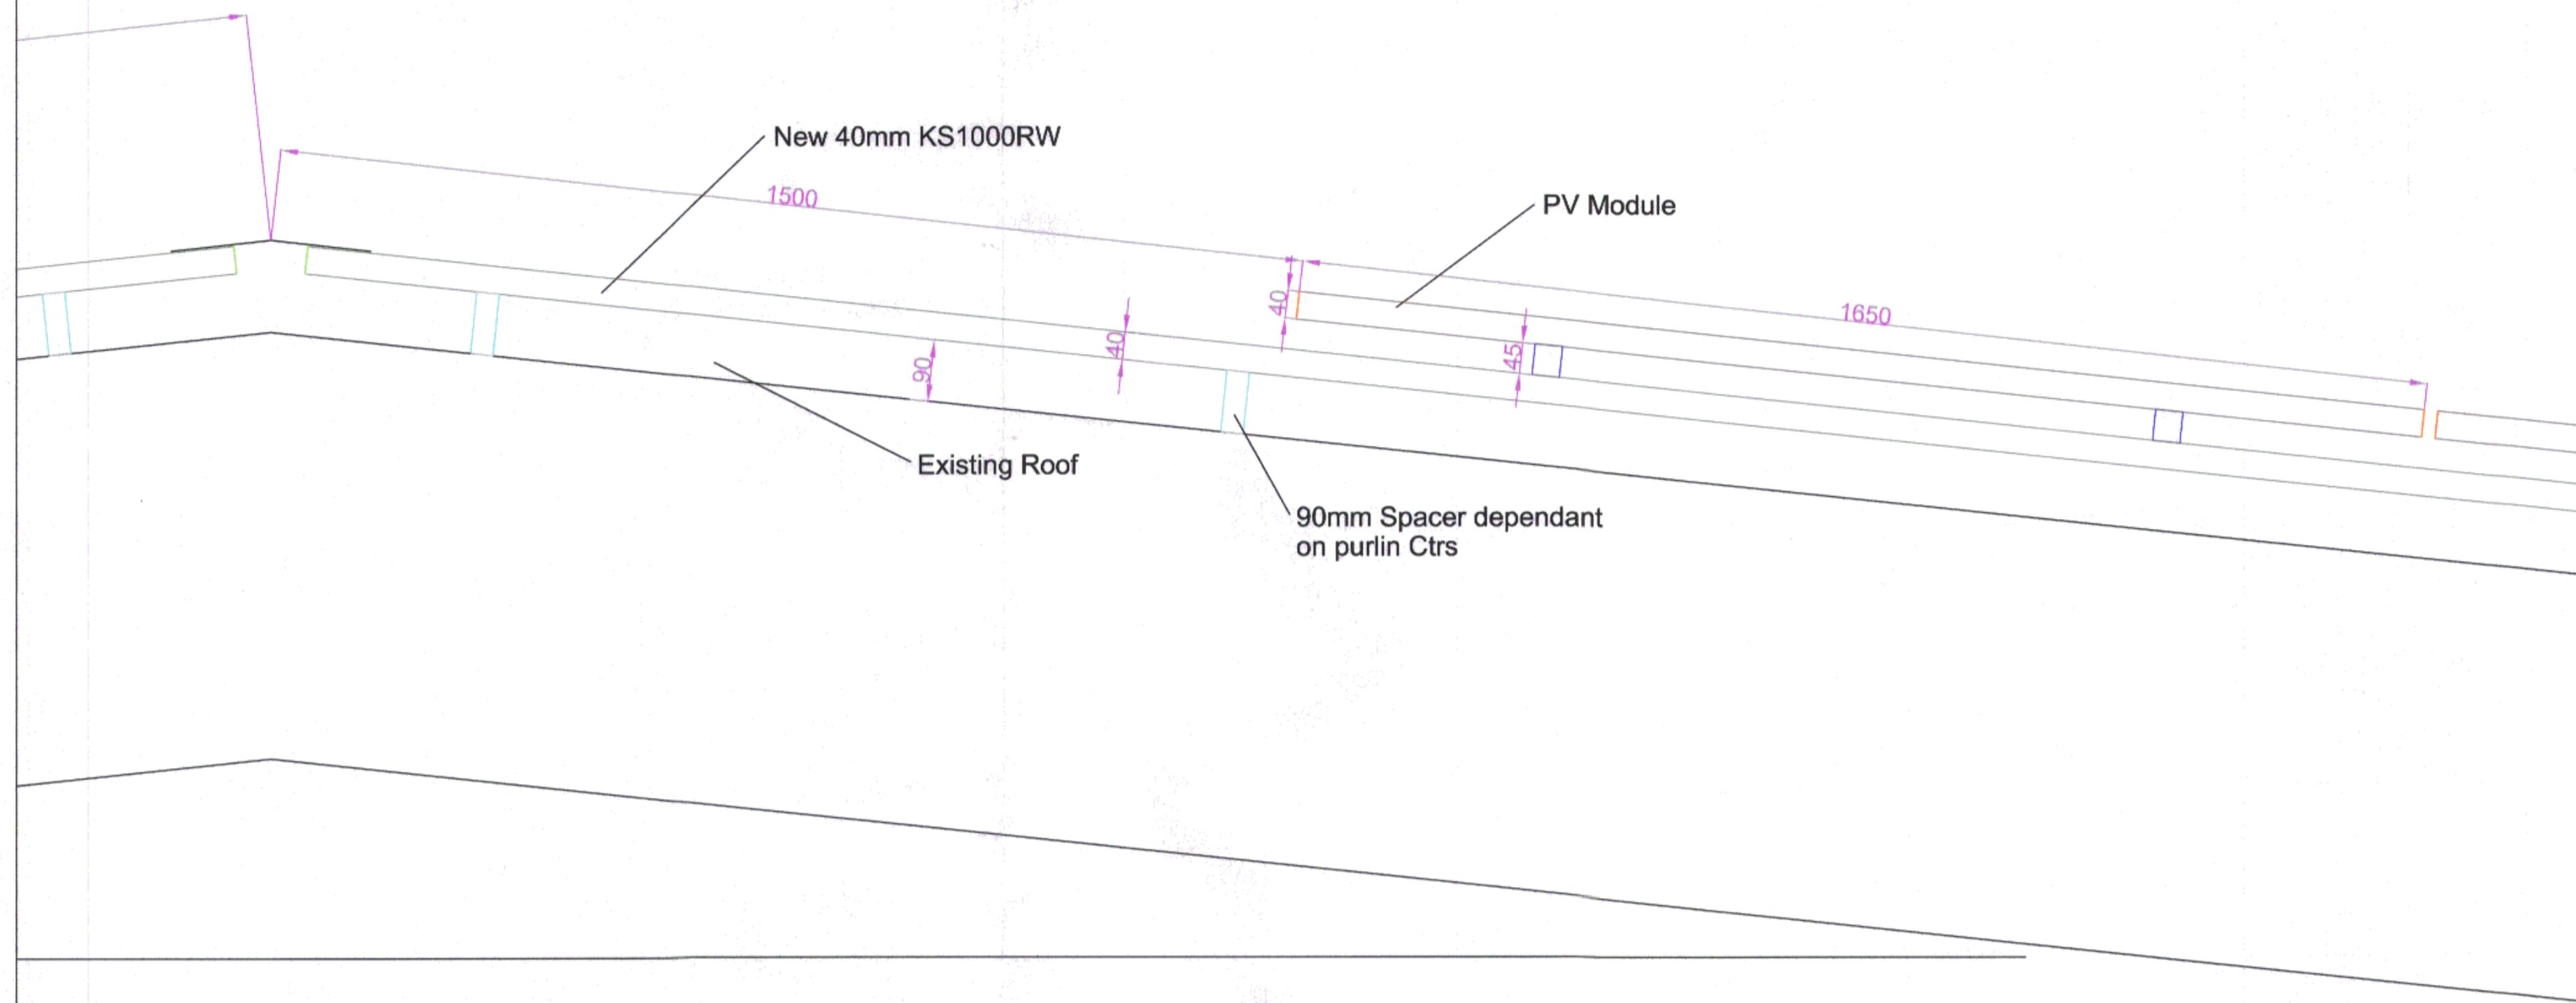 New 40mm KS1000RW
1500
PV Module
40
1650
40
45
90
Existing Roof
90mm Spacer dependant
on purlin Ctrs